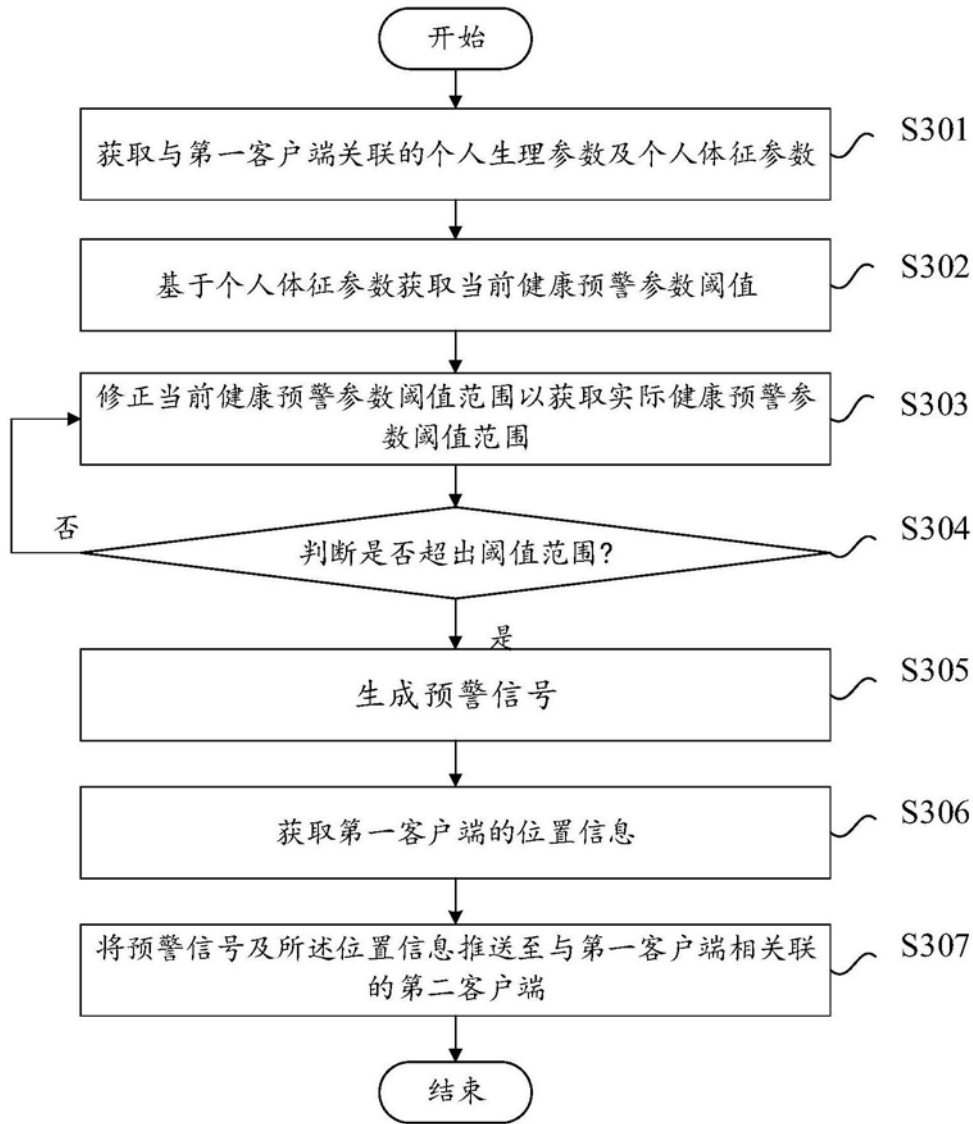 开始
获取与第一客户端关联的个人生理参数及个人体征参数
S301
基于个人体征参数获取当前健康预警参数阈值
S302
修正当前健康预警参数阈值范围以获取实际健康预警参
数阈值范围
S303
否
判断是否超出阈值范围?
S304
是
生成预警信号
S305
获取第一客户端的位置信息
S306
将预警信号及所述位置信息推送至与第一客户端相关联
的第二客户端
S307
结束